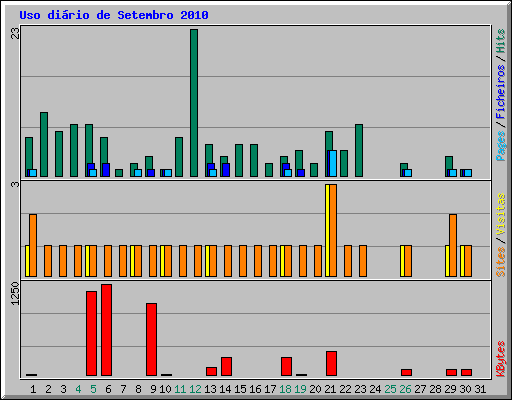 Uso diário de Setembro 2010
23
Pages / Ficheiros / Hits
3
Sites / Visitas
1250
KBytes
1 2 3 4 5 6 7 8 9 10 11 12 13 14 15 16 17 18 19 20 21 22 23 24 25 26 27 28 29 30 31